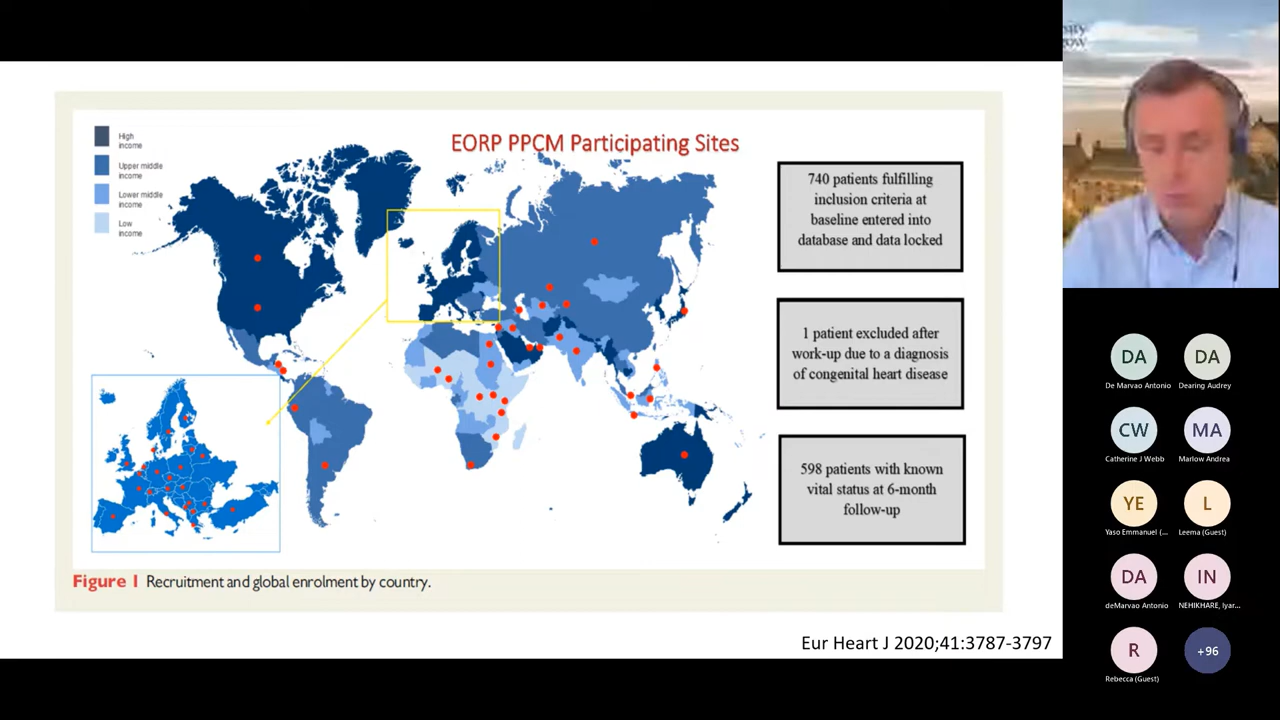 High
income
Upper middle
income
Lower middle
income
Low
income
EORP PPCM Participating Sites
740 patients fulfilling
inclusion criteria at
baseline entered into
database and data locked
1 patient excluded after
work-up due to a diagnosis
of congenital heart disease
598 patients with known
vital status at 6-month
follow-up
Figure 1 Recruitment and global enrolment by country.
Eur Heart J 2020;41:3787-3797
DA
De Marvao Antonio
DA
Dearing Audrey
CW
Catherine J Webb
MA
Marlow Andrea
YE
Yaso Emmanuel (...
L
Leema (Guest)
DA
deMarvao Antonio
IN
NEHIKHARE, Iyar...
R
Rebecca (Guest)
+96